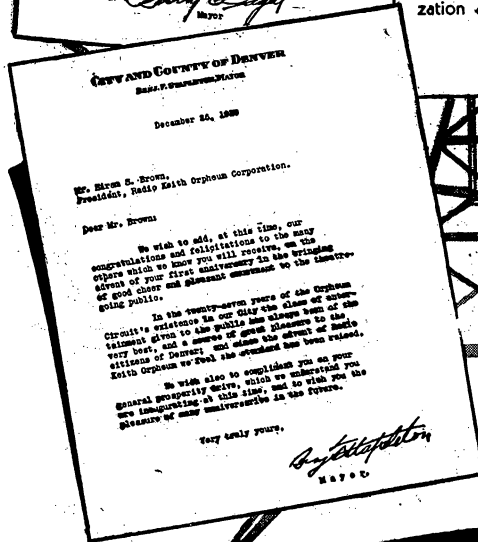 Mayor
zation
CITY AND COUNTY OF DENVER
BENJ. F. STAPLETON, MAYOR
December 26, 1929
Mr. Hiram S. Brown,
President, Radio Keith Orpheum Corporation.
Dear Mr. Brown:
We wish to add, at this time, our
congratulations and felicitations to the many
others which we know you will receive, on the
advent of your first anniversary in the bringing
of good cheer and pleasant amusement to the theatre-
going public.
In the twenty-seven years of the Orpheum
Circuit's existence in our City the class of enter-
tainment given to the public has always been of the
very best, and a source of great pleasure to the
citizens of Denver; and since the advent of Radio
Keith Orpheum we feel the standard has been raised.
We wish also to compliment you on your
general prosperity drive, which we understand you
are inaugurating at this time, and to wish you the
pleasure of many anniversaries in the future.
Very truly yours,
Benj F Stapleton
Mayor